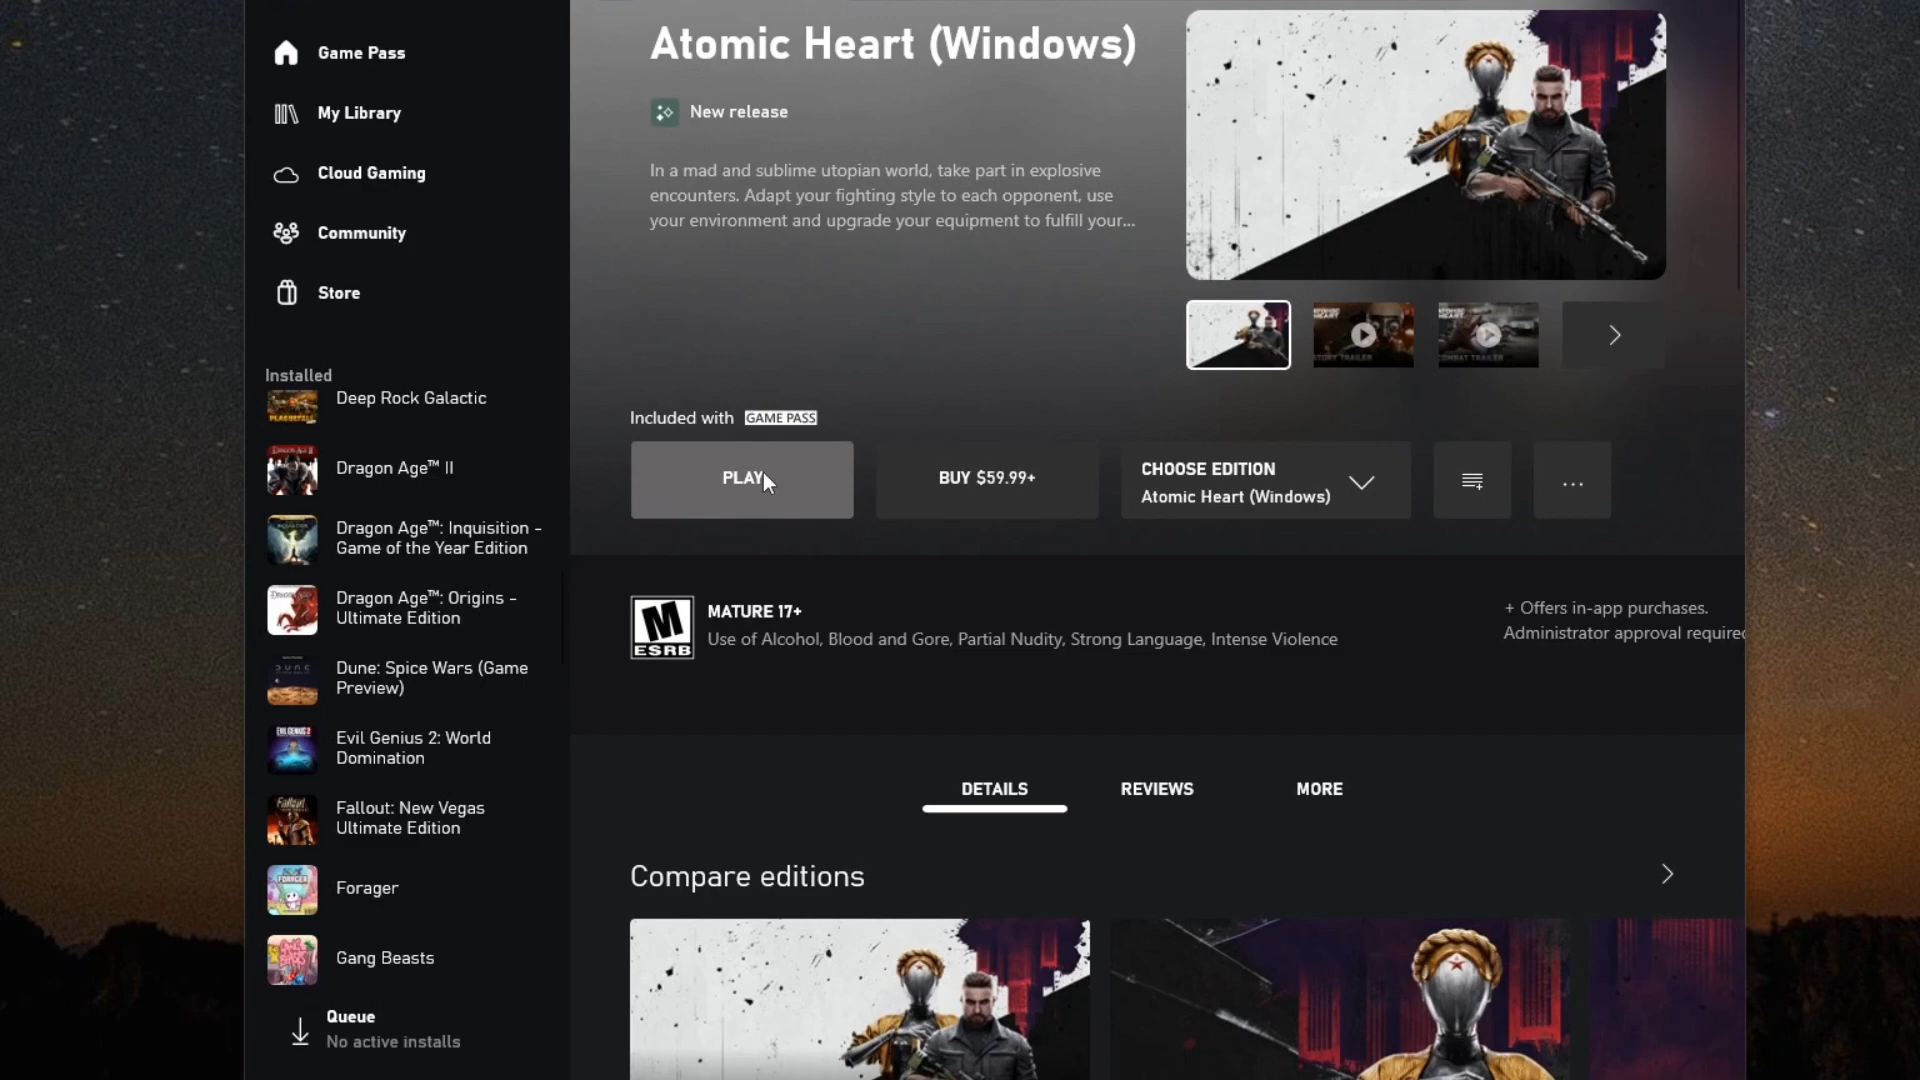 Game Pass
My Library
Cloud Gaming
Community
Store
Installed
Deep Rock Galactic
Dragon Age™ II
Dragon Age™: Inquisition -
Game of the Year Edition
Dragon Age™: Origins -
Ultimate Edition
Dune: Spice Wars (Game
Preview)
Evil Genius 2: World
Domination
Fallout: New Vegas
Ultimate Edition
Forager
Gang Beasts
Queue
No active installs
Atomic Heart (Windows)
New release
In a mad and sublime utopian world, take part in explosive
encounters. Adapt your fighting style to each opponent, use
your environment and upgrade your equipment to fulfill your...
STORY TRAILER
COMBAT TRAILER
Included with GAME PASS
PLAY
BUY $59.99+
CHOOSE EDITION
Atomic Heart (Windows)
...
M
ESRB
MATURE 17+
Use of Alcohol, Blood and Gore, Partial Nudity, Strong Language, Intense Violence
+ Offers in-app purchases.
Administrator approval required
DETAILS
REVIEWS
MORE
Compare editions